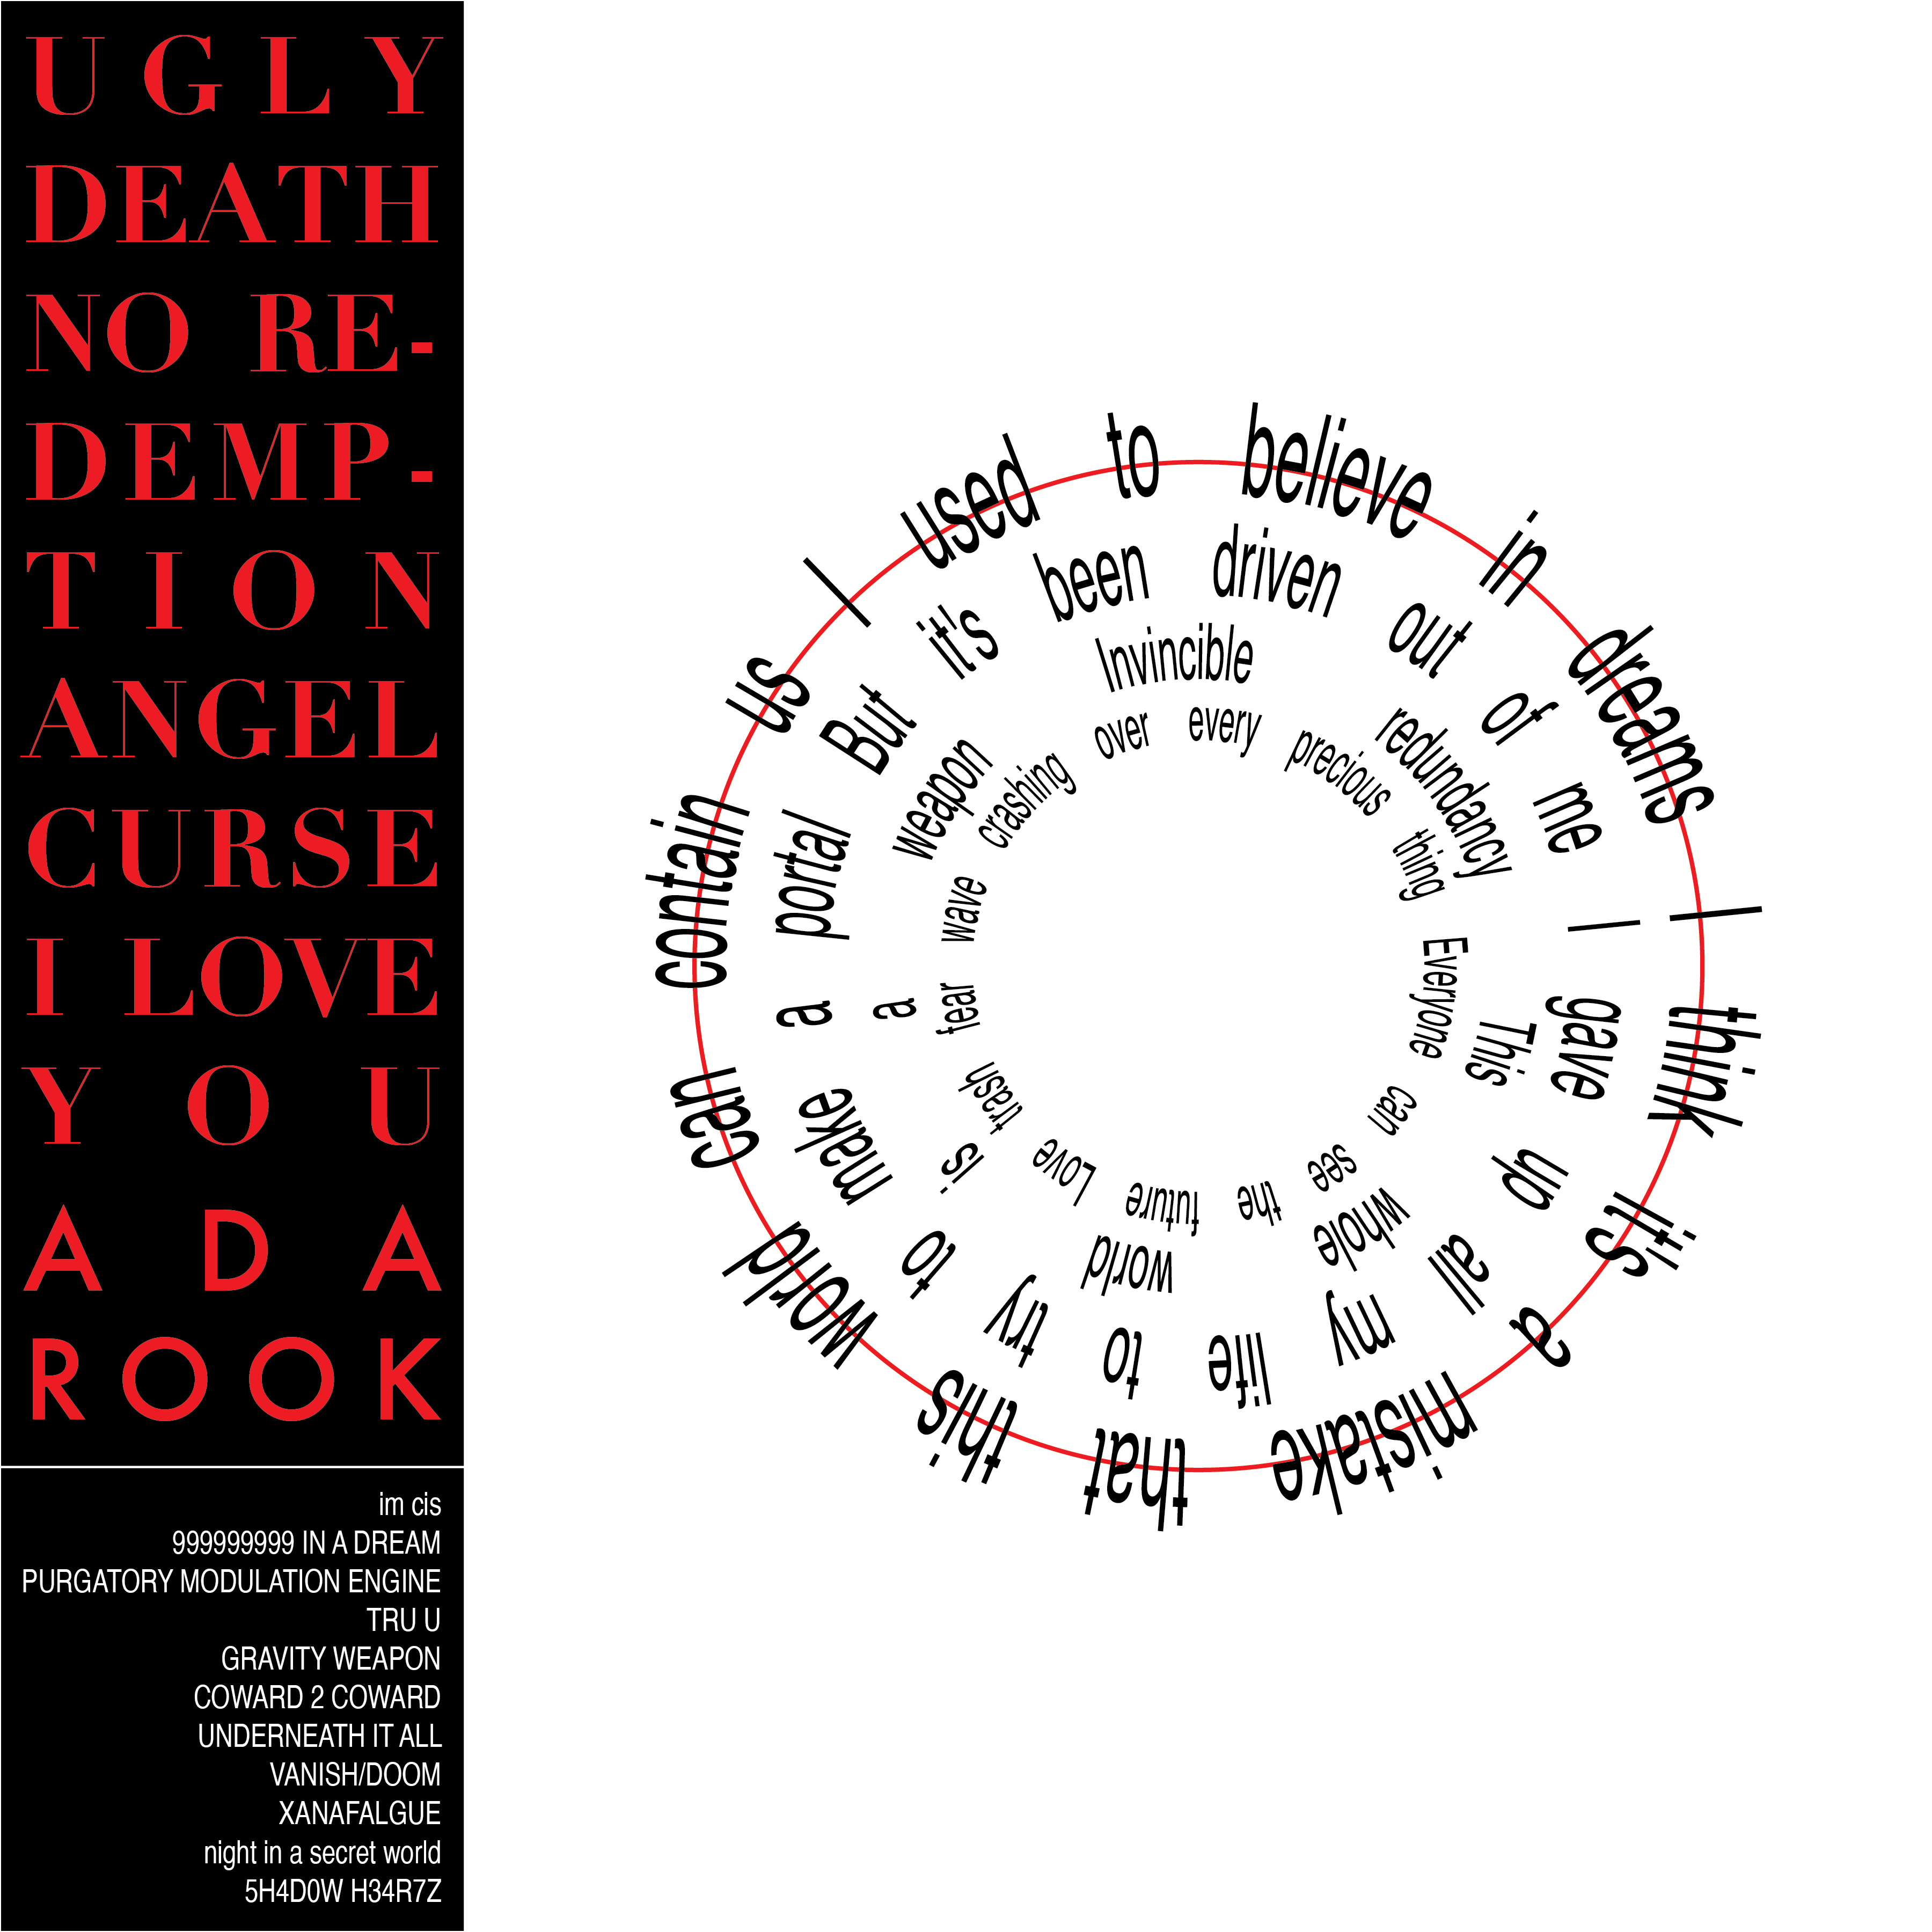 UGLY
DEATH
NO RE-
DEMP-
TION
ANGEL
CURSE
I LOVE
YOU
ADA
ROOK
im cis
999999999 IN A DREAM
PURGATORY MODULATION ENGINE
TRU U
GRAVITY WEAPON
COWARD 2 COWARD
UNDERNEATH IT ALL
VANISH/DOOM
XANAFALGUE
night in a secret world
5H4D0W H34R7Z
I used to believe in dreams I think it's a mistake that this world can contain us
But it's been driven out of me I gave up all my life to try to make a portal
Invincible redundancy This whole world is a weapon
Everyone can see the future Love trash tear wave clashing over every precious thing